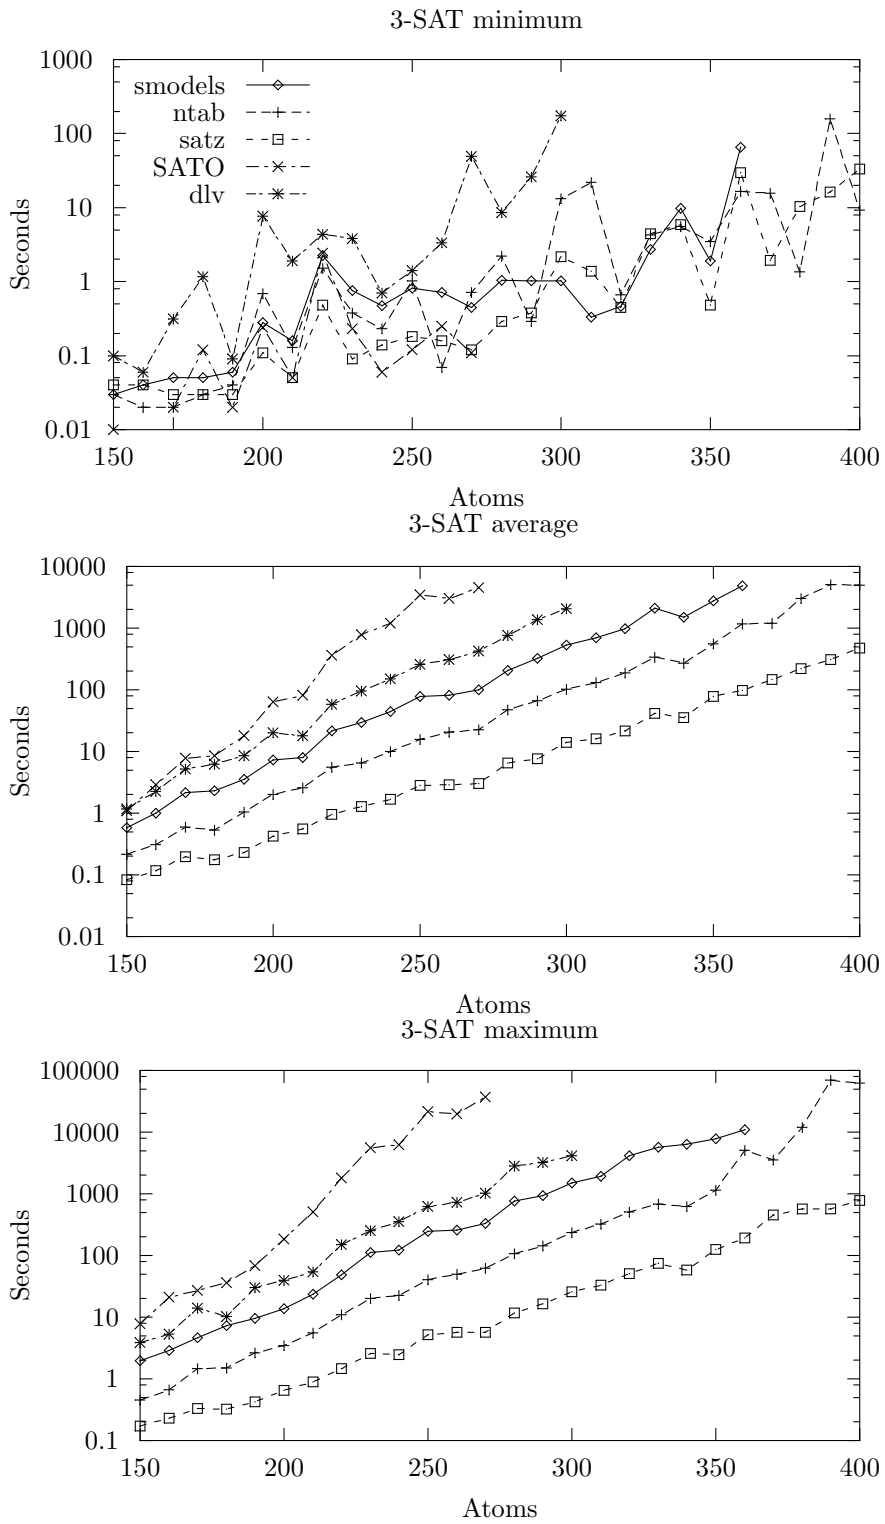 3-SAT minimum
1000
100
10
1
0.1
0.01
Seconds
smodels
ntab
satz
SATO
dlv
150 200 250 300 350 400
Atoms
3-SAT average
10000
1000
100
10
1
0.1
0.01
Seconds
150 200 250 300 350 400
Atoms
3-SAT maximum
100000
10000
1000
100
10
1
0.1
Seconds
150 200 250 300 350 400
Atoms